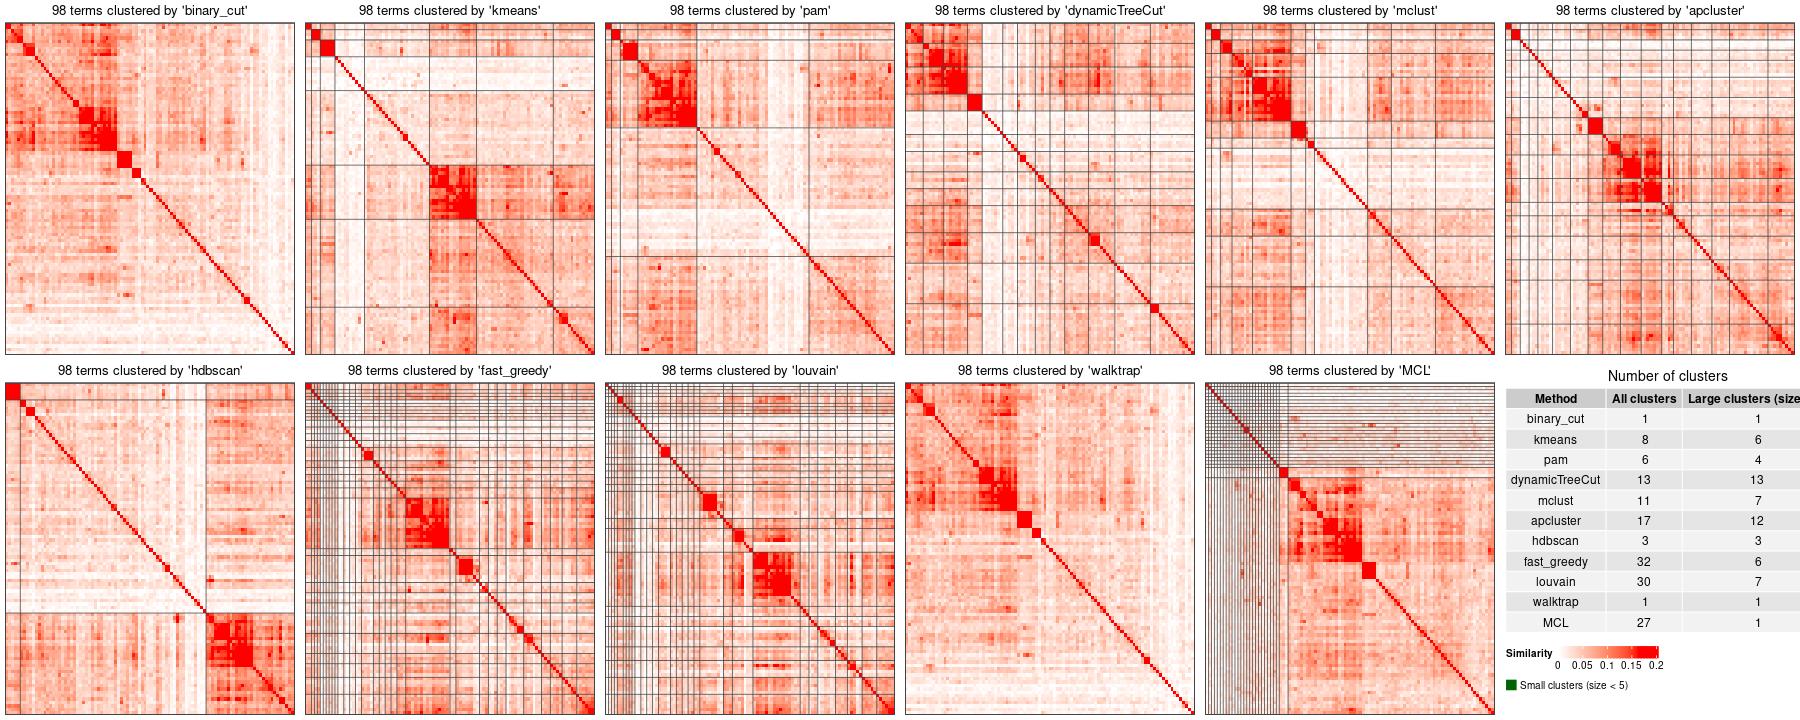 98 terms clustered by 'binary_cut'
98 terms clustered by 'kmeans'
98 terms clustered by 'pam'
98 terms clustered by 'dynamicTreeCut'
98 terms clustered by 'mclust'
98 terms clustered by 'apcluster'
98 terms clustered by 'hdbscan'
98 terms clustered by 'fast_greedy'
98 terms clustered by 'louvain'
98 terms clustered by 'walktrap'
98 terms clustered by 'MCL'
Number of clusters
Method All clusters Large clusters (size
binary_cut 1 1
kmeans 8 6
pam 6 4
dynamicTreeCut 13 13
mclust 11 7
apcluster 17 12
hdbscan 3 3
fast_greedy 32 6
louvain 30 7
walktrap 1 1
MCL 27 1
Similarity
0 0.05 0.1 0.15 0.2
Small clusters (size < 5)